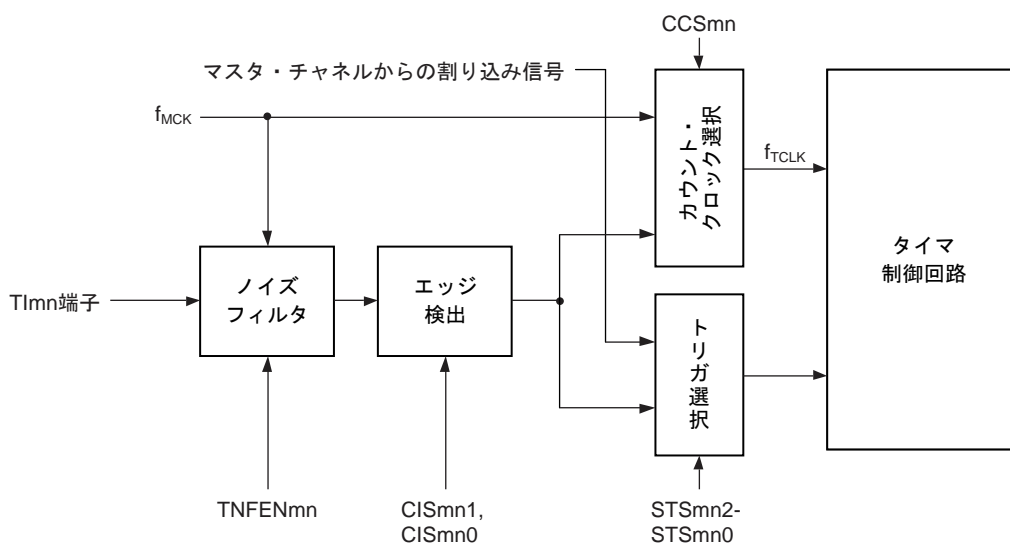 CCSmn
マスタ・チャネルからの割り込み信号
fMCK
カウント・
クロック選択
fTCLK
タイマ
制御回路
TImn端子
ノイズ
フィルタ
エッジ
検出
トリガ選択
TNFENmn
CISmn1,
CISmn0
STSmn2-
STSmn0